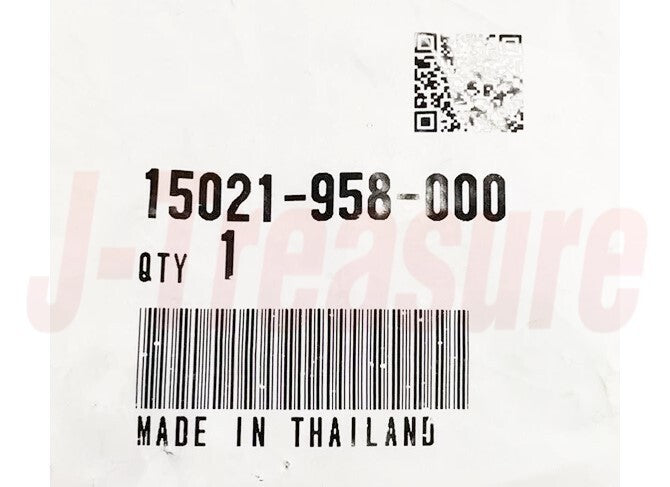 15021-958-000
QTY 1
J-Treasure
MADE IN THAILAND